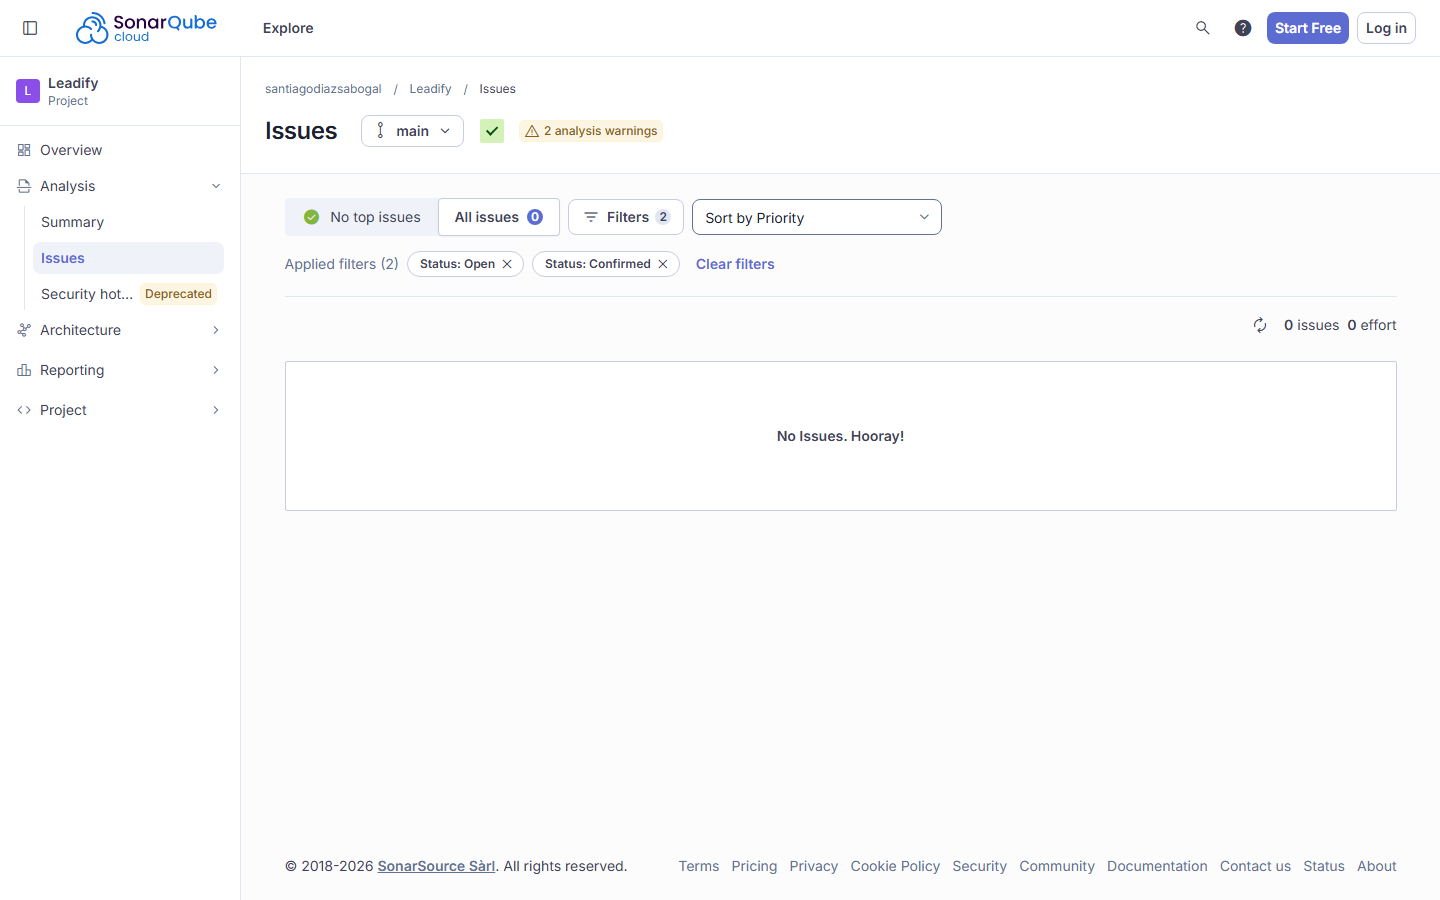 SonarQube cloud
Explore
?
Start Free
Log in
L
Leadify
Project
Overview
Analysis
Summary
Issues
Security hot... Deprecated
Architecture
Reporting
Project
santiagodiazsabogal / Leadify / Issues
Issues
main
2 analysis warnings
No top issues
All issues 0
Filters 2
Sort by Priority
Applied filters (2)
Status: Open
Status: Confirmed
Clear filters
0 issues 0 effort
No Issues. Hooray!
© 2018-2026 SonarSource Sàrl. All rights reserved.
Terms Pricing Privacy Cookie Policy Security Community Documentation Contact us Status About